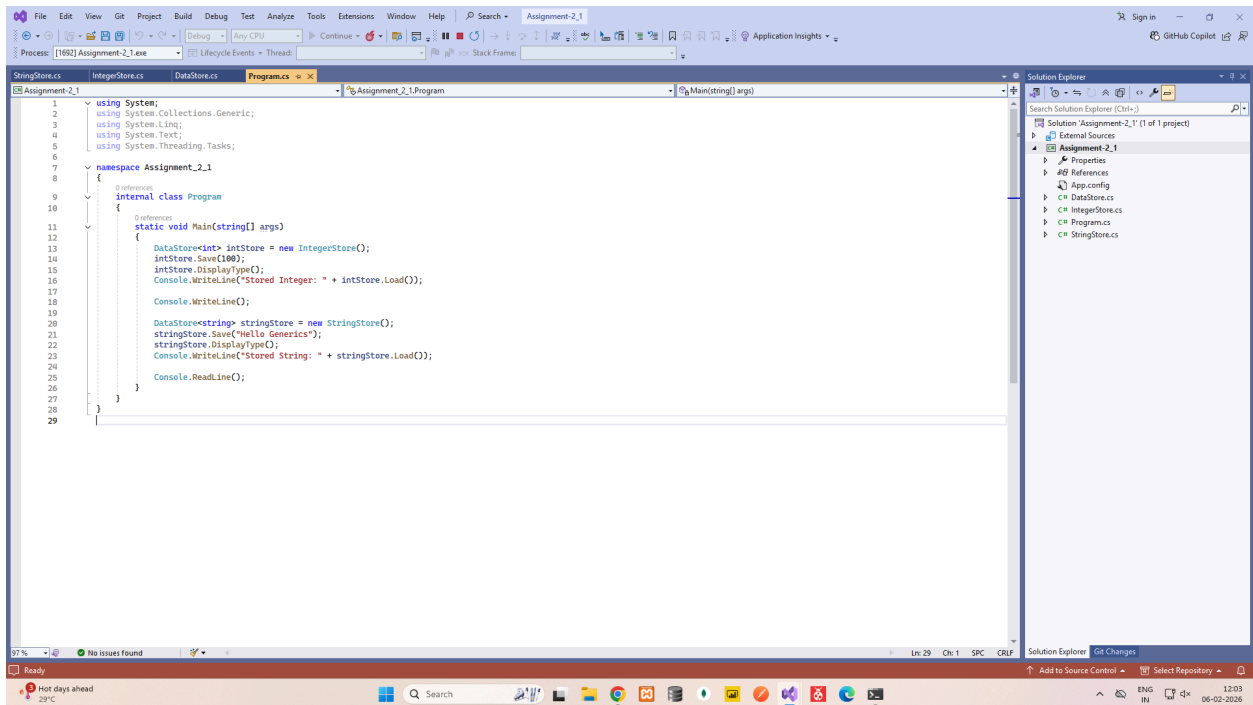 File Edit View Git Project Build Debug Test Analyze Tools Extensions Window Help Search Assignment-2_1 Sign in
Debug Any CPU Continue Application Insights GitHub Copilot
Process: [1692] Assignment-2_1.exe Lifecycle Events Thread: Stack Frame:
StringStore.cs IntegerStore.cs DataStore.cs Program.cs
Assignment-2_1 Assignment_2_1.Program Main(string[] args)
1 using System;
2 using System.Collections.Generic;
3 using System.Linq;
4 using System.Text;
5 using System.Threading.Tasks;
6
7 namespace Assignment_2_1
8 {
0 references
9 internal class Program
10 {
0 references
11 static void Main(string[] args)
12 {
13 DataStore<int> intStore = new IntegerStore();
14 intStore.Save(100);
15 intStore.DisplayType();
16 Console.WriteLine("Stored Integer: " + intStore.Load());
17
18 Console.WriteLine();
19
20 DataStore<string> stringStore = new StringStore();
21 stringStore.Save("Hello Generics");
22 stringStore.DisplayType();
23 Console.WriteLine("Stored String: " + stringStore.Load());
24
25 Console.ReadLine();
26 }
27 }
28 }
29
97 % No issues found Ln: 29 Ch: 1 SPC CRLF
Solution Explorer
Search Solution Explorer (Ctrl+;)
Solution 'Assignment-2_1' (1 of 1 project)
External Sources
Assignment-2_1
Properties
References
App.config
C# DataStore.cs
C# IntegerStore.cs
C# Program.cs
C# StringStore.cs
Solution Explorer Git Changes
Ready Add to Source Control Select Repository
3 Hot days ahead
29°C
Search
ENG
IN
12:03
06-02-2026